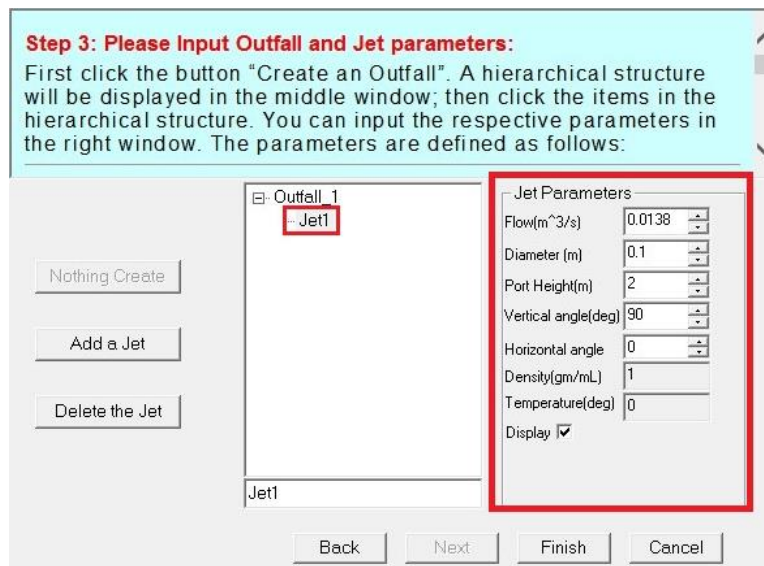 Step 3: Please Input Outfall and Jet parameters:
First click the button "Create an Outfall". A hierarchical structure
will be displayed in the middle window; then click the items in the
hierarchical structure. You can input the respective parameters in
the right window. The parameters are defined as follows:
Nothing Create
Add a Jet
Delete the Jet
Outfall_1
Jet1
Jet1
Jet Parameters
Flow(m^3/s) 0.0138
Diameter (m) 0.1
Port Height(m) 2
Vertical angle(deg) 90
Horizontal angle 0
Density(gm/mL) 1
Temperature(deg) 0
Display
Back Next Finish Cancel